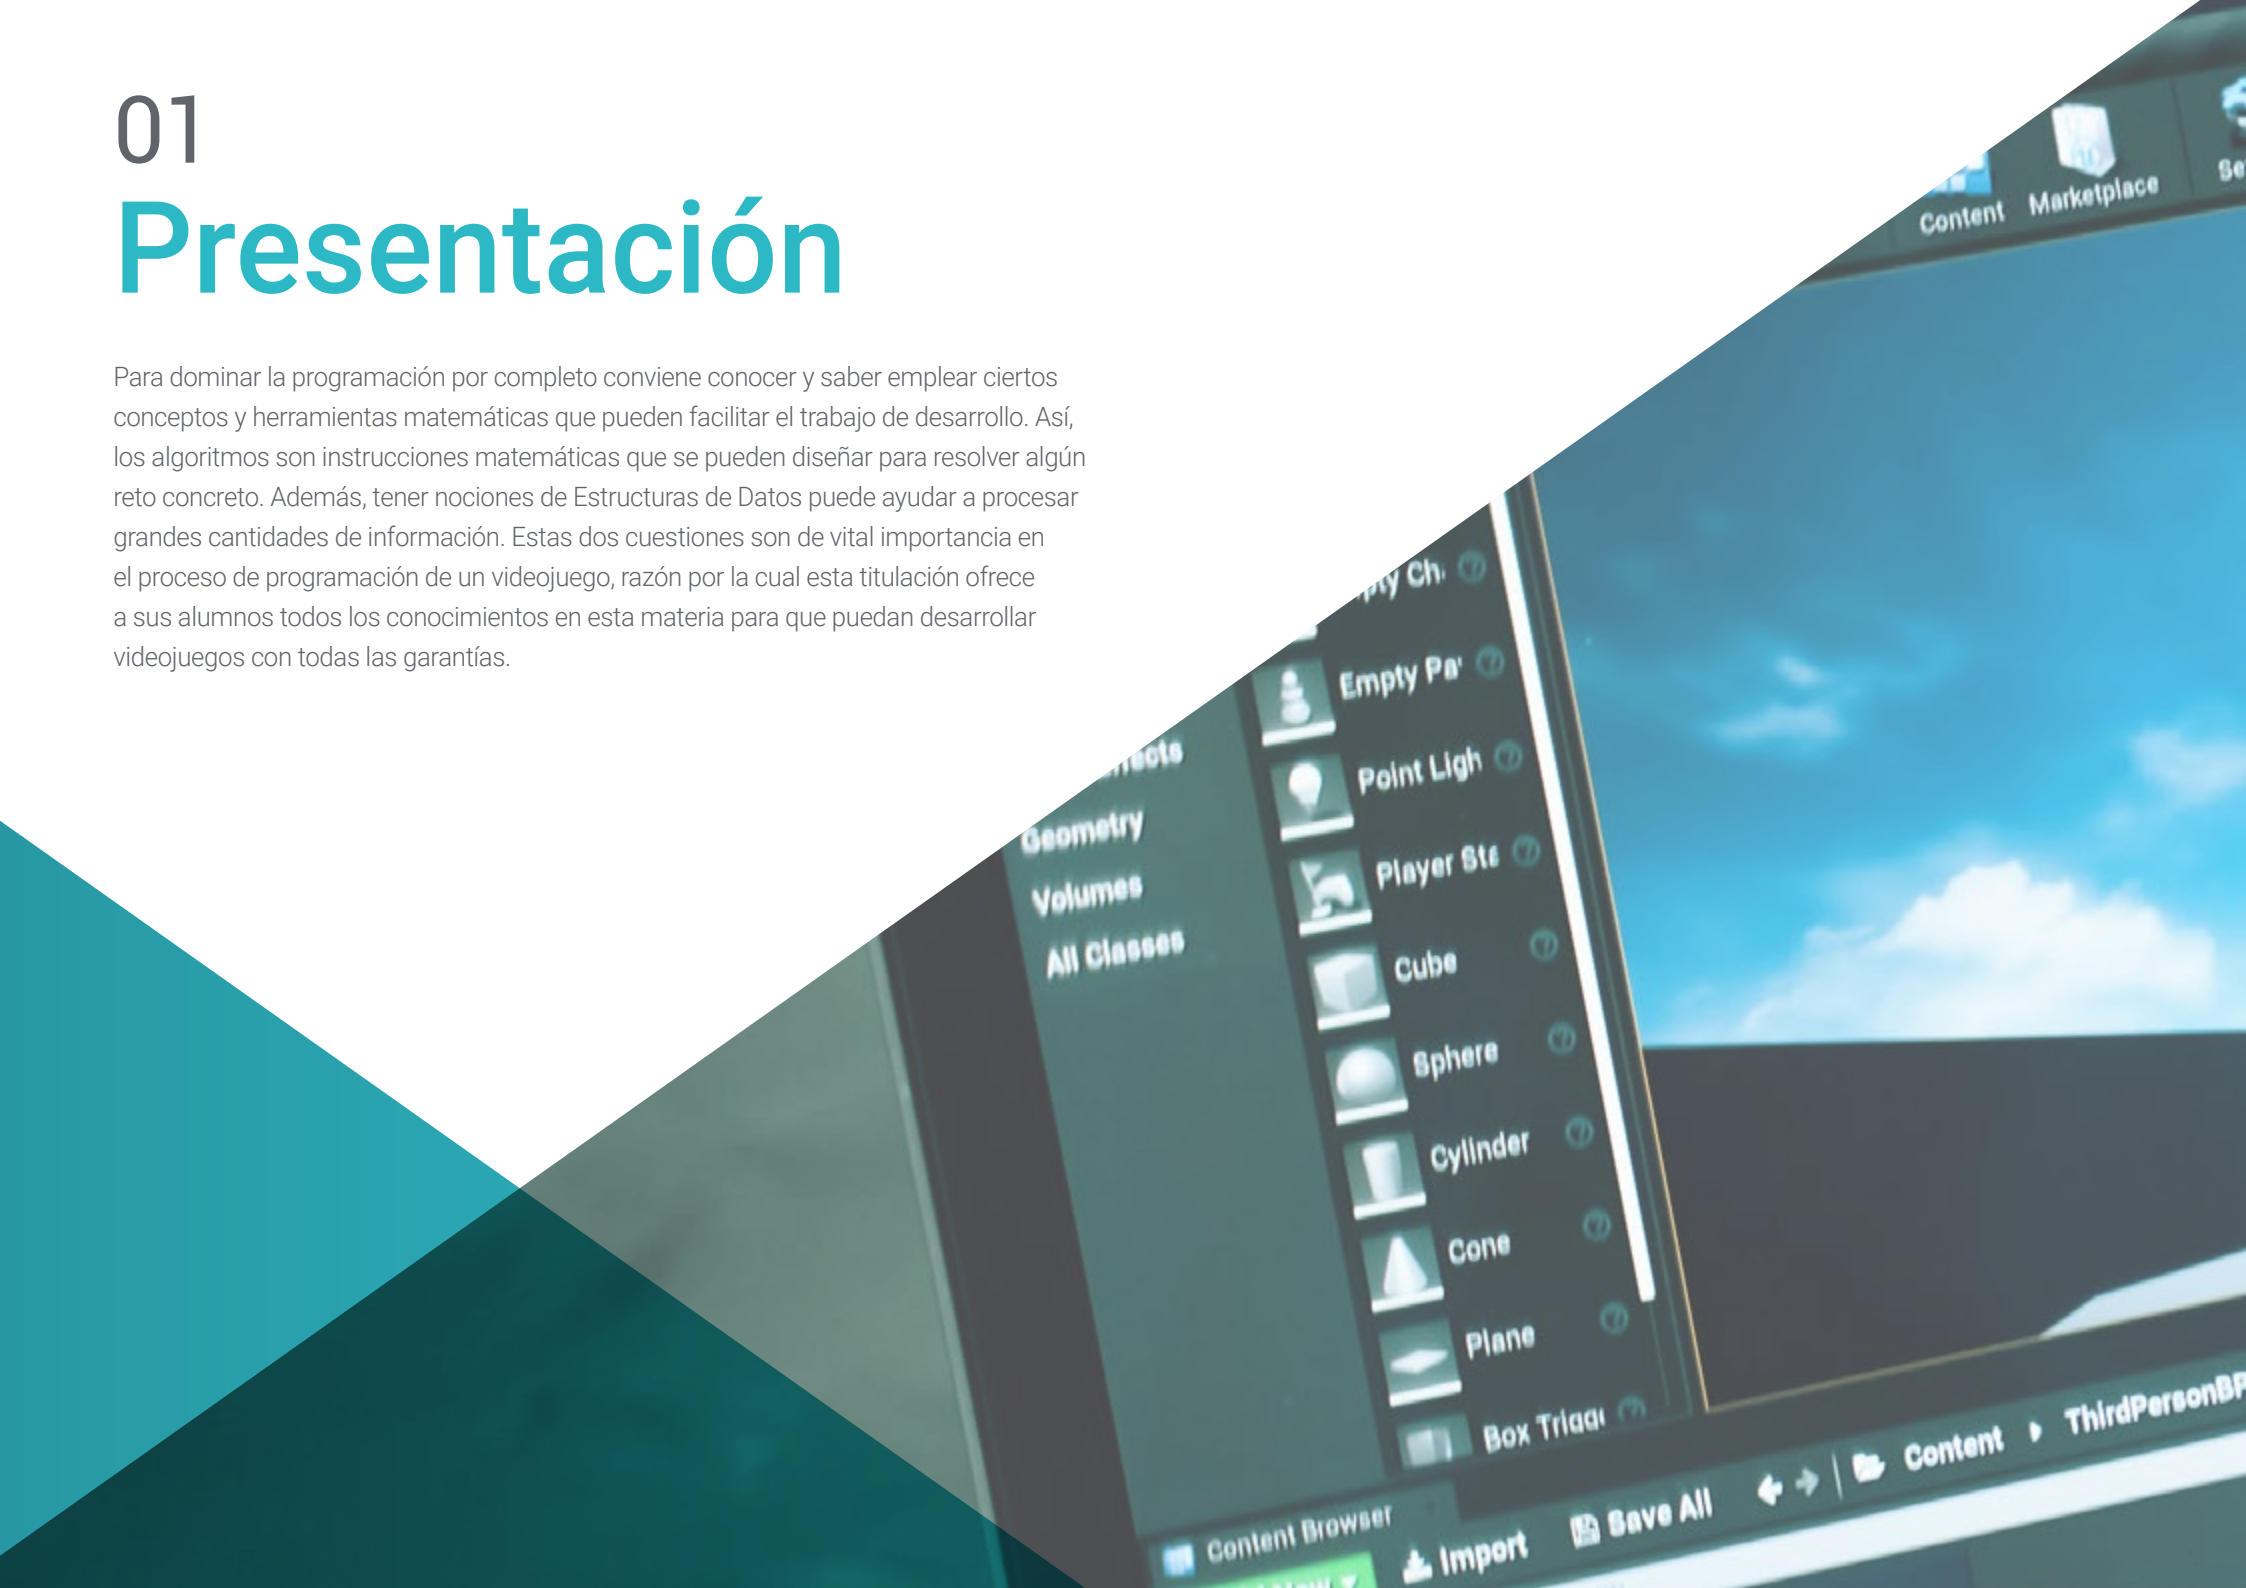 01
Presentación
Para dominar la programación por completo conviene conocer y saber emplear ciertos
conceptos y herramientas matemáticas que pueden facilitar el trabajo de desarrollo. Así,
los algoritmos son instrucciones matemáticas que se pueden diseñar para resolver algún
reto concreto. Además, tener nociones de Estructuras de Datos puede ayudar a procesar
grandes cantidades de información. Estas dos cuestiones son de vital importancia en
el proceso de programación de un videojuego, razón por la cual esta titulación ofrece
a sus alumnos todos los conocimientos en esta materia para que puedan desarrollar
videojuegos con todas las garantías.
Content
Marketplace
Empty
Point Ligh
Player
Cube
Sphere
Cylinder
Cone
Plane
Box
Geometry
Volumes
All Classes
Content Browser
Import
Save All
Content
ThirdPersonBP